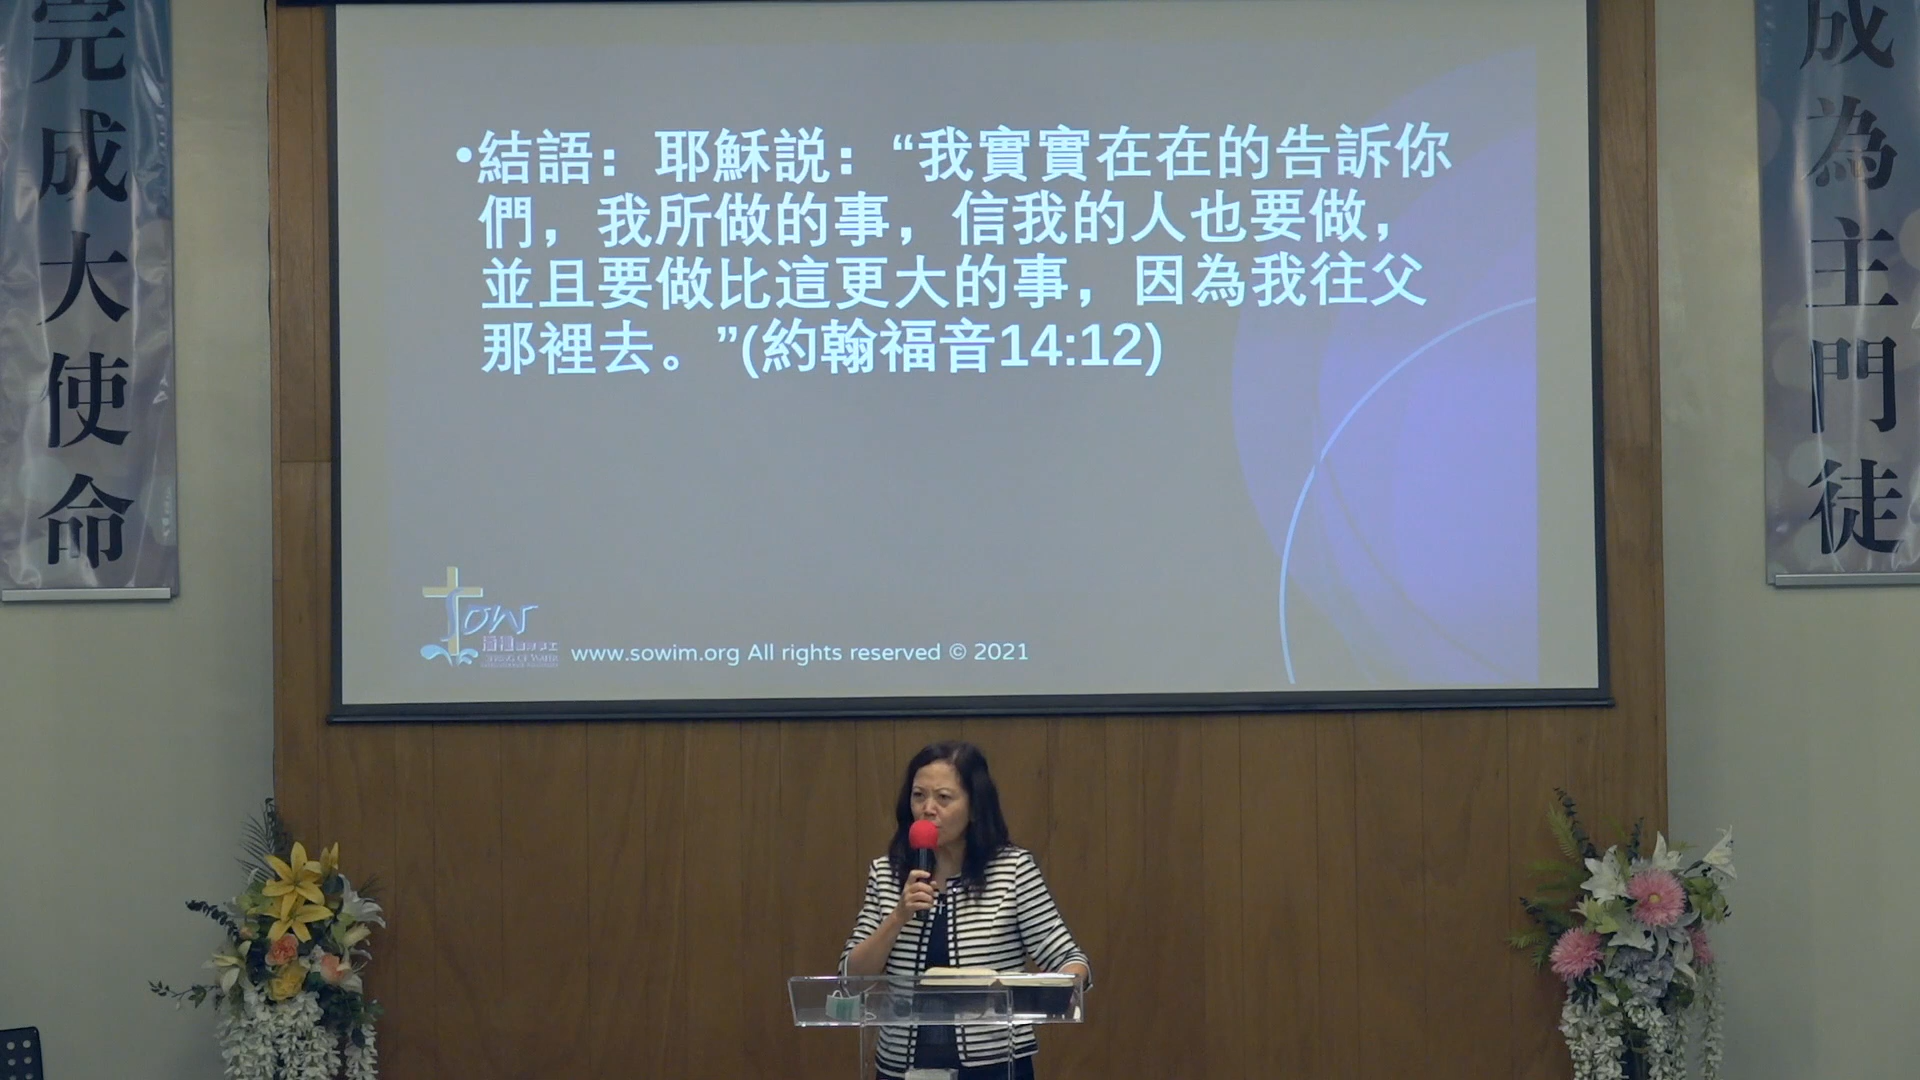 •結語：耶穌説：“我實實在在的告訴你
們，我所做的事，信我的人也要做，
並且要做比這更大的事，因為我往父
那裡去。”(約翰福音14:12)
SOW
www.sowim.org All rights reserved © 2021
完成大使命
成為主門徒